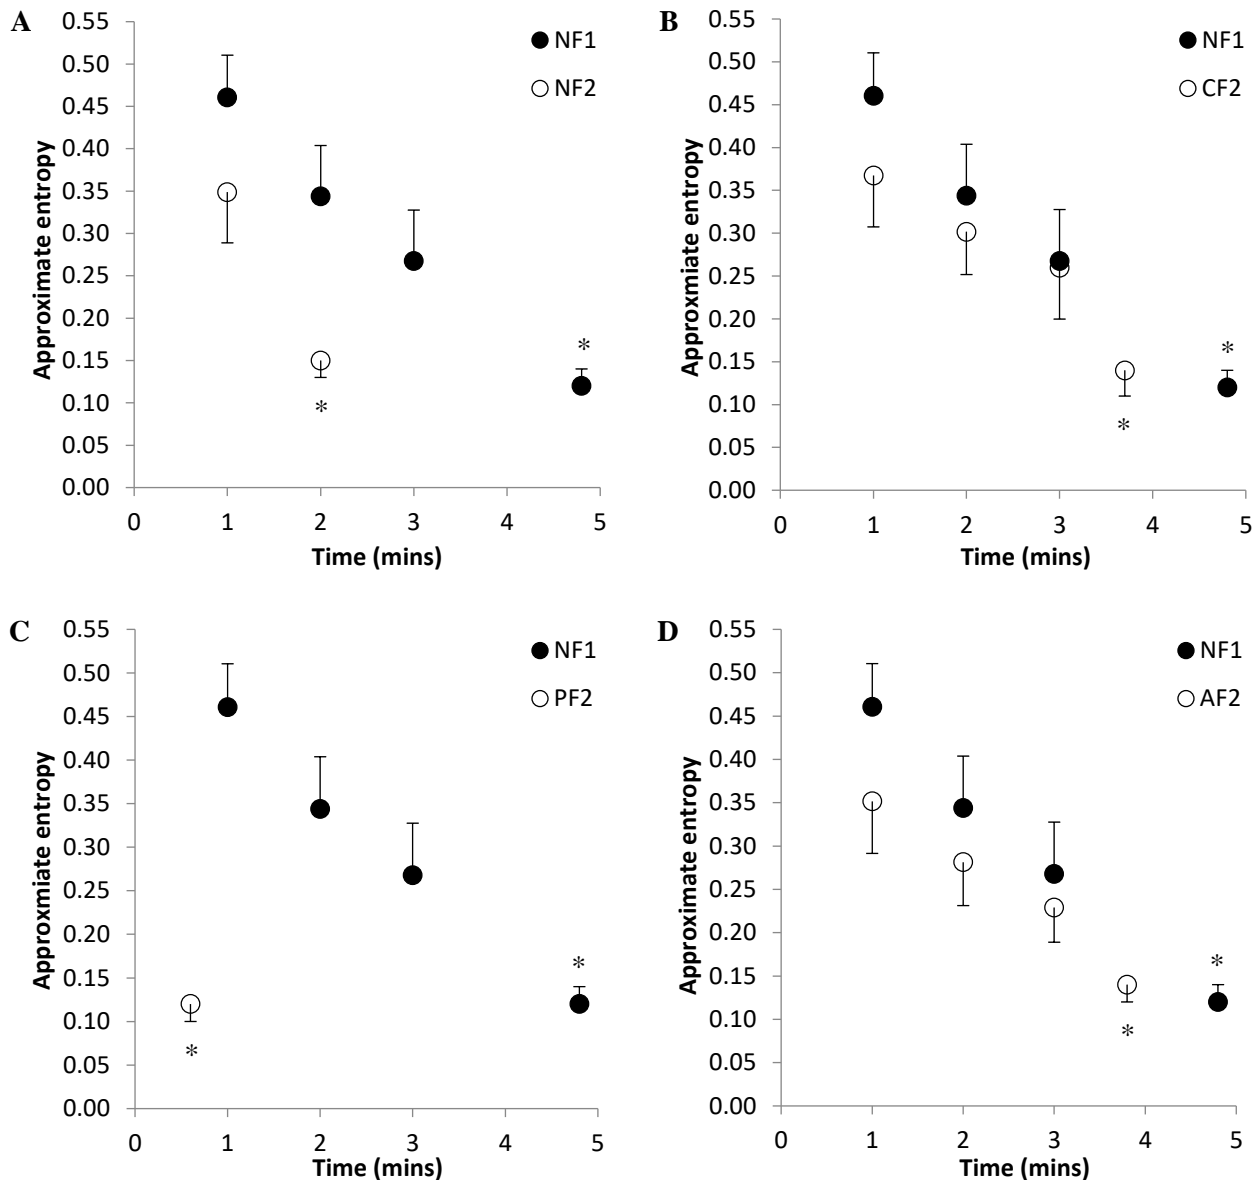 A
0.55
0.50
0.45
0.40
0.35
0.30
0.25
0.20
0.15
0.10
0.05
0.00
Approximate entropy
NF1
NF2
*
*
0 1 2 3 4 5
Time (mins)
B
0.55
0.50
0.45
0.40
0.35
0.30
0.25
0.20
0.15
0.10
0.05
0.00
Approxmiate entropy
NF1
CF2
*
*
0 1 2 3 4 5
Time (mins)
C
0.55
0.50
0.45
0.40
0.35
0.30
0.25
0.20
0.15
0.10
0.05
0.00
Approxmiate entropy
NF1
PF2
*
*
0 1 2 3 4 5
Time (mins)
D
0.55
0.50
0.45
0.40
0.35
0.30
0.25
0.20
0.15
0.10
0.05
0.00
Approximate entropy
NF1
AF2
*
*
0 1 2 3 4 5
Time (mins)